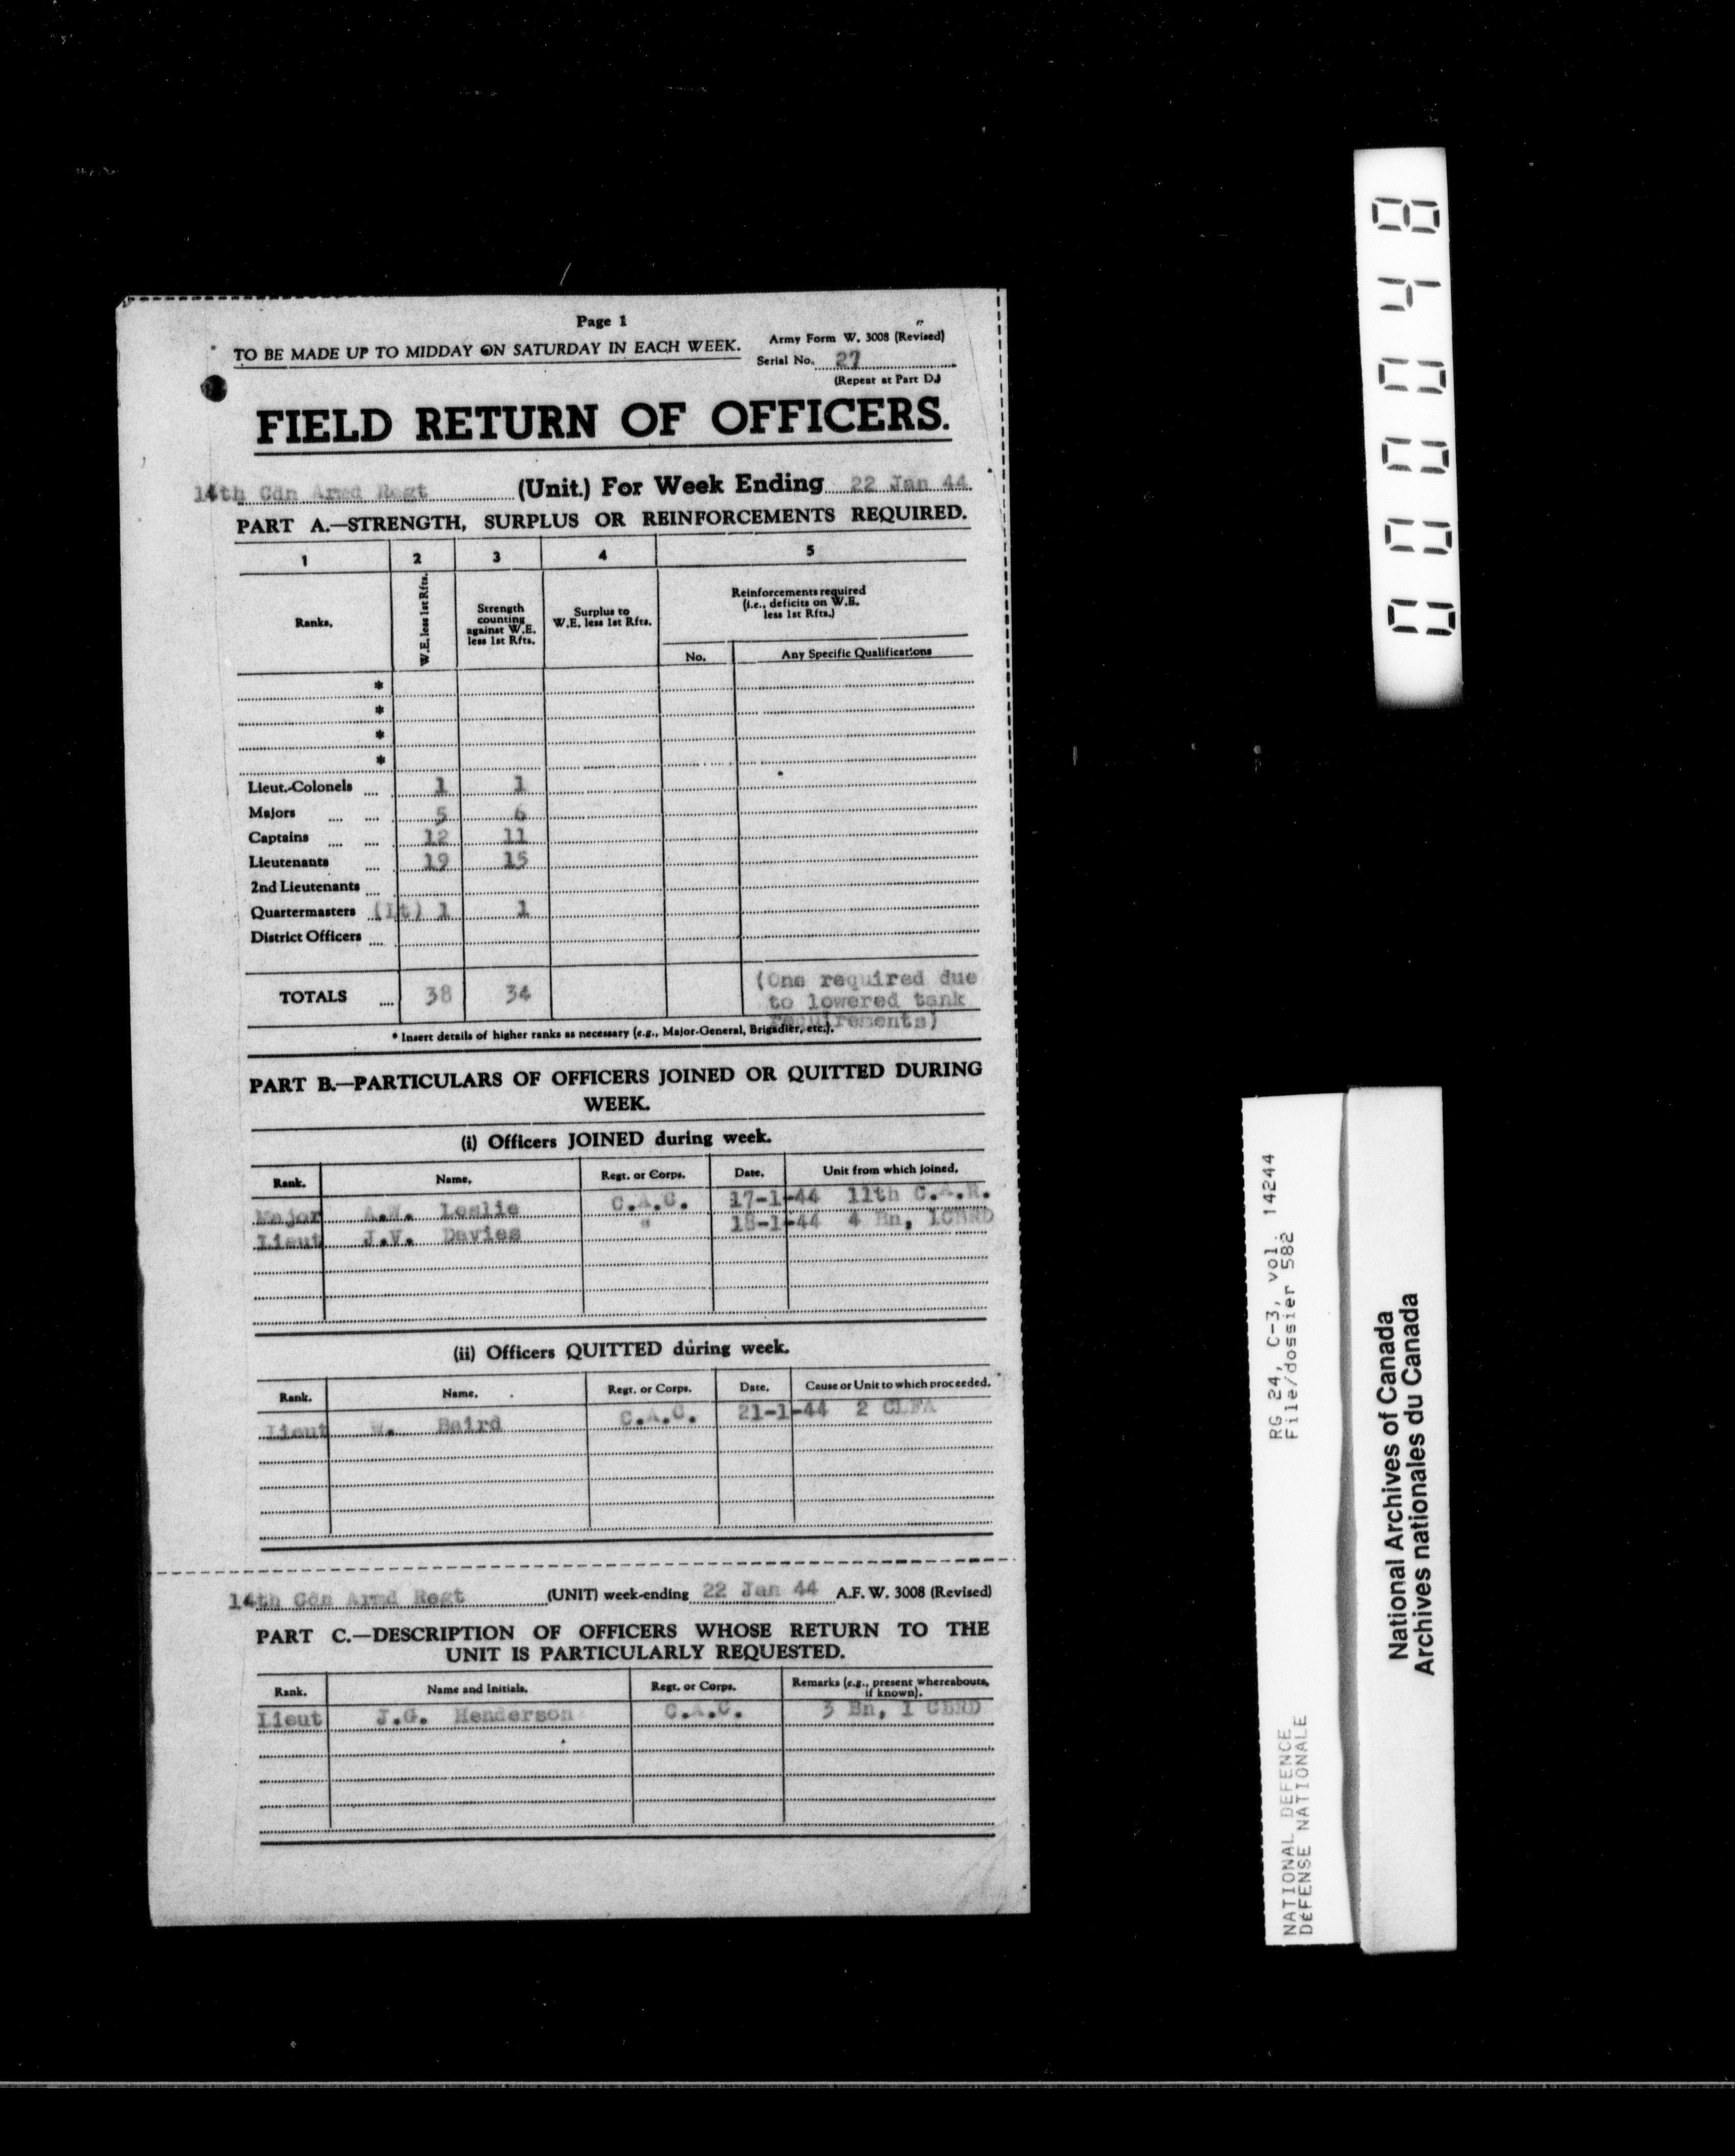 Page 1
TO BE MADE UP TO MIDDAY ON SATURDAY IN EACH WEEK.
Army Form W. 3008 (Revised)
Serial No. 27
(Repeat at Part D.)
FIELD RETURN OF OFFICERS.
14th Cdn Armd Regt (Unit.) For Week Ending 22 Jan 44
PART A.—STRENGTH, SURPLUS OR REINFORCEMENTS REQUIRED.
1 2 3 4 5
Ranks.
W.E. less 1st Rfts.
Strength counting against W.E. less 1st Rfts.
Surplus to W.E. less 1st Rfts.
Reinforcements required (i.e., deficits on W.E. less 1st Rfts.)
No. Any Specific Qualifications
*
*
*
*
Lieut.-Colonels .... 1 1
Majors .... .... 5 6
Captains .... .... 12 11
Lieutenants .... 19 15
2nd Lieutenants ....
Quartermasters (Lt) 1 1
District Officers ....
TOTALS .... 38 34 (One required due
to lowered tank
requirements)
* Insert details of higher ranks as necessary (e.g., Major-General, Brigadier, etc.).
PART B.—PARTICULARS OF OFFICERS JOINED OR QUITTED DURING
WEEK.
(i) Officers JOINED during week.
Rank. Name. Regt. or Corps. Date. Unit from which joined.
Major A.W. Leslie C.A.C. 17-1-44 11th C.A.R.
Lieut J.V. Davies " 18-1-44 4 Bn, 1CBRD
(ii) Officers QUITTED during week.
Rank. Name. Regt. or Corps. Date. Cause or Unit to which proceeded.
Lieut W. Baird C.A.C. 21-1-44 2
14th Cdn Armd Regt (UNIT) week-ending 22 Jan 44 A.F. W. 3008 (Revised)
PART C.—DESCRIPTION OF OFFICERS WHOSE RETURN TO THE
UNIT IS PARTICULARLY REQUESTED.
Rank. Name and Initials. Regt. or Corps. Remarks (e.g., present whereabouts, if known).
Lieut J.G. Henderson C.A.C. 3 Bn, 1 CBRD
000048
RG 24, C-3, vol. 14244
File/dossier 582
NATIONAL DEFENCE
DéFENSE NATIONALE
National Archives of Canada
Archives nationales du Canada